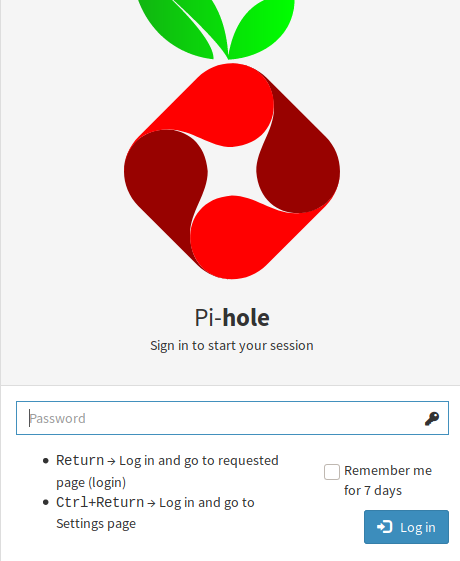 Pi-hole
Sign in to start your session
Password
Return → Log in and go to requested
page (login)
Ctrl+Return → Log in and go to
Settings page
Remember me
for 7 days
Log in